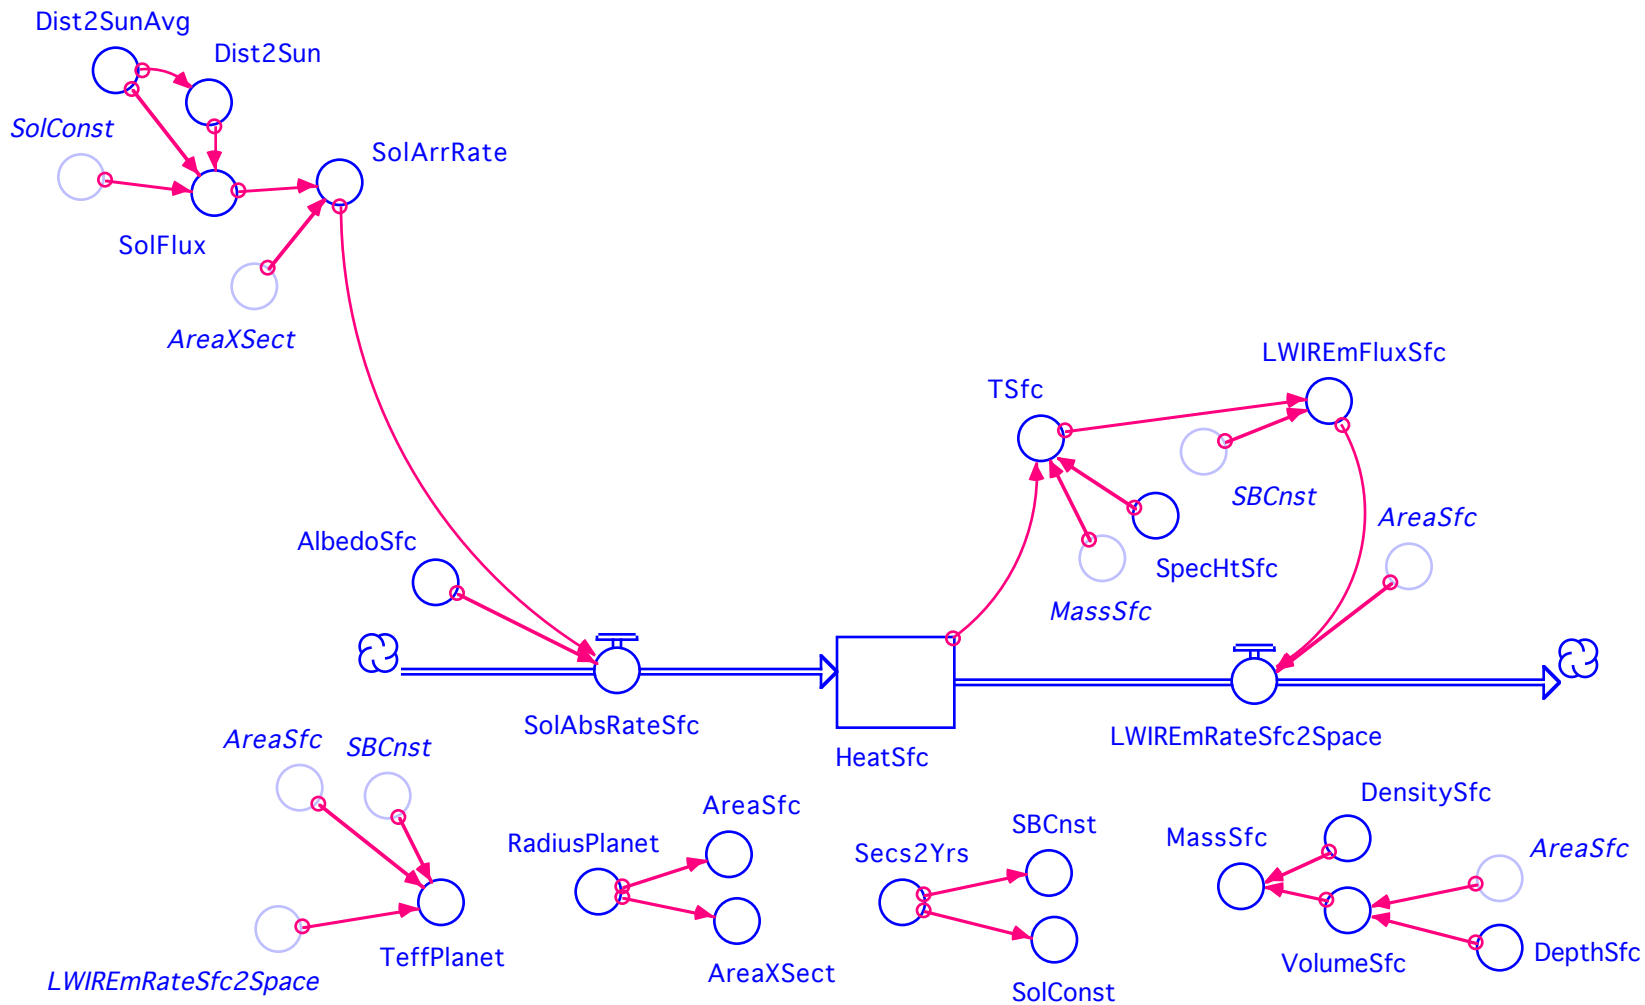 Dist2SunAvg
Dist2Sun
SolConst
SolArrRate
SolFlux
AreaXSect
LWIREmFluxSfc
TSfc
SBCnst
AreaSfc
AlbedoSfc
SpecHtSfc
MassSfc
SolAbsRateSfc
LWIREmRateSfc2Space
HeatSfc
AreaSfc
SBCnst
DensitySfc
AreaSfc
SBCnst
MassSfc
RadiusPlanet
Secs2Yrs
AreaSfc
TeffPlanet
DepthSfc
VolumeSfc
AreaXSect
LWIREmRateSfc2Space
SolConst